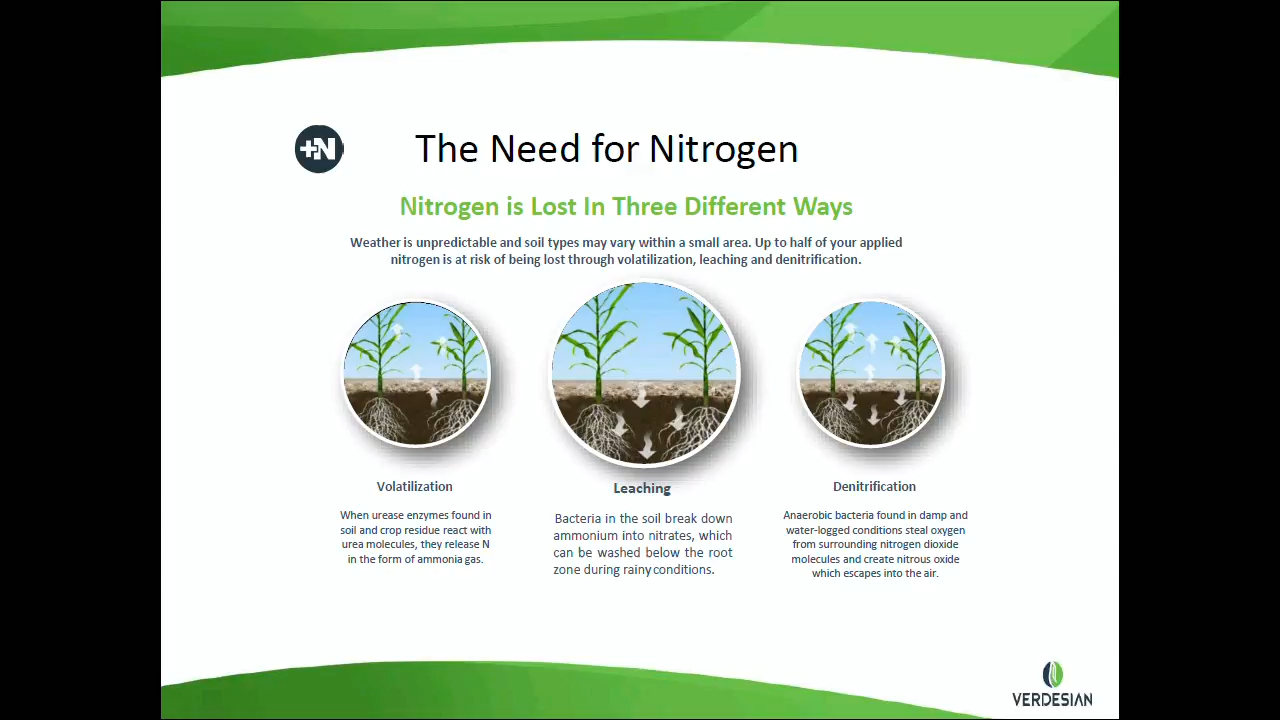 +N
The Need for Nitrogen
Nitrogen is Lost In Three Different Ways
Weather is unpredictable and soil types may vary within a small area. Up to half of your applied
nitrogen is at risk of being lost through volatilization, leaching and denitrification.
Volatilization
When urease enzymes found in
soil and crop residue react with
urea molecules, they release N
in the form of ammonia gas.
Leaching
Bacteria in the soil break down
ammonium into nitrates, which
can be washed below the root
zone during rainy conditions.
Denitrification
Anaerobic bacteria found in damp and
water-logged conditions steal oxygen
from surrounding nitrogen dioxide
molecules and create nitrous oxide
which escapes into the air.
VERDESIAN